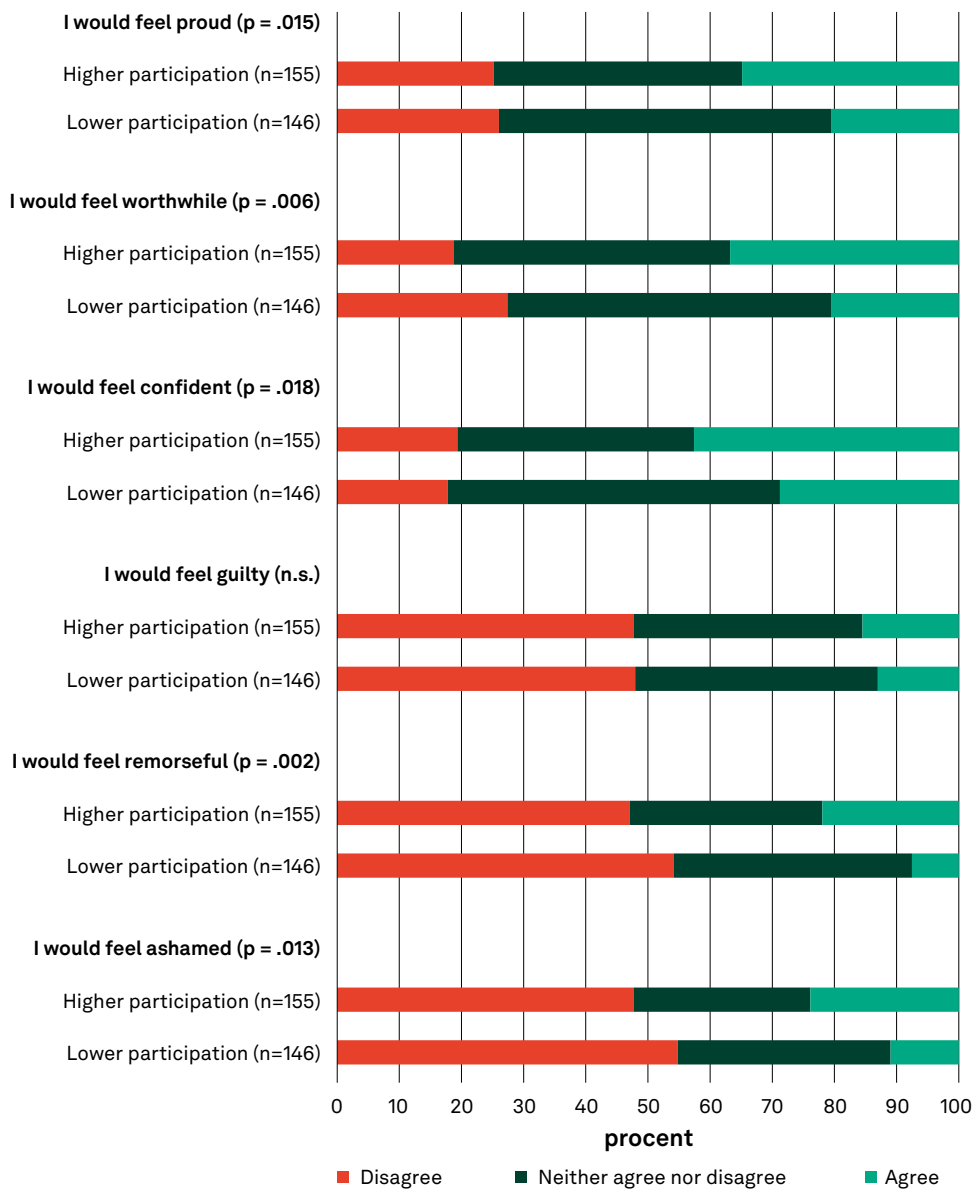 I would feel proud (p = .015)
Higher participation (n=155)
Lower participation (n=146)
I would feel worthwhile (p = .006)
Higher participation (n=155)
Lower participation (n=146)
I would feel confident (p = .018)
Higher participation (n=155)
Lower participation (n=146)
I would feel guilty (n.s.)
Higher participation (n=155)
Lower participation (n=146)
I would feel remorseful (p = .002)
Higher participation (n=155)
Lower participation (n=146)
I would feel ashamed (p = .013)
Higher participation (n=155)
Lower participation (n=146)
0 10 20 30 40 50 60 70 80 90 100
procent
Disagree Neither agree nor disagree Agree